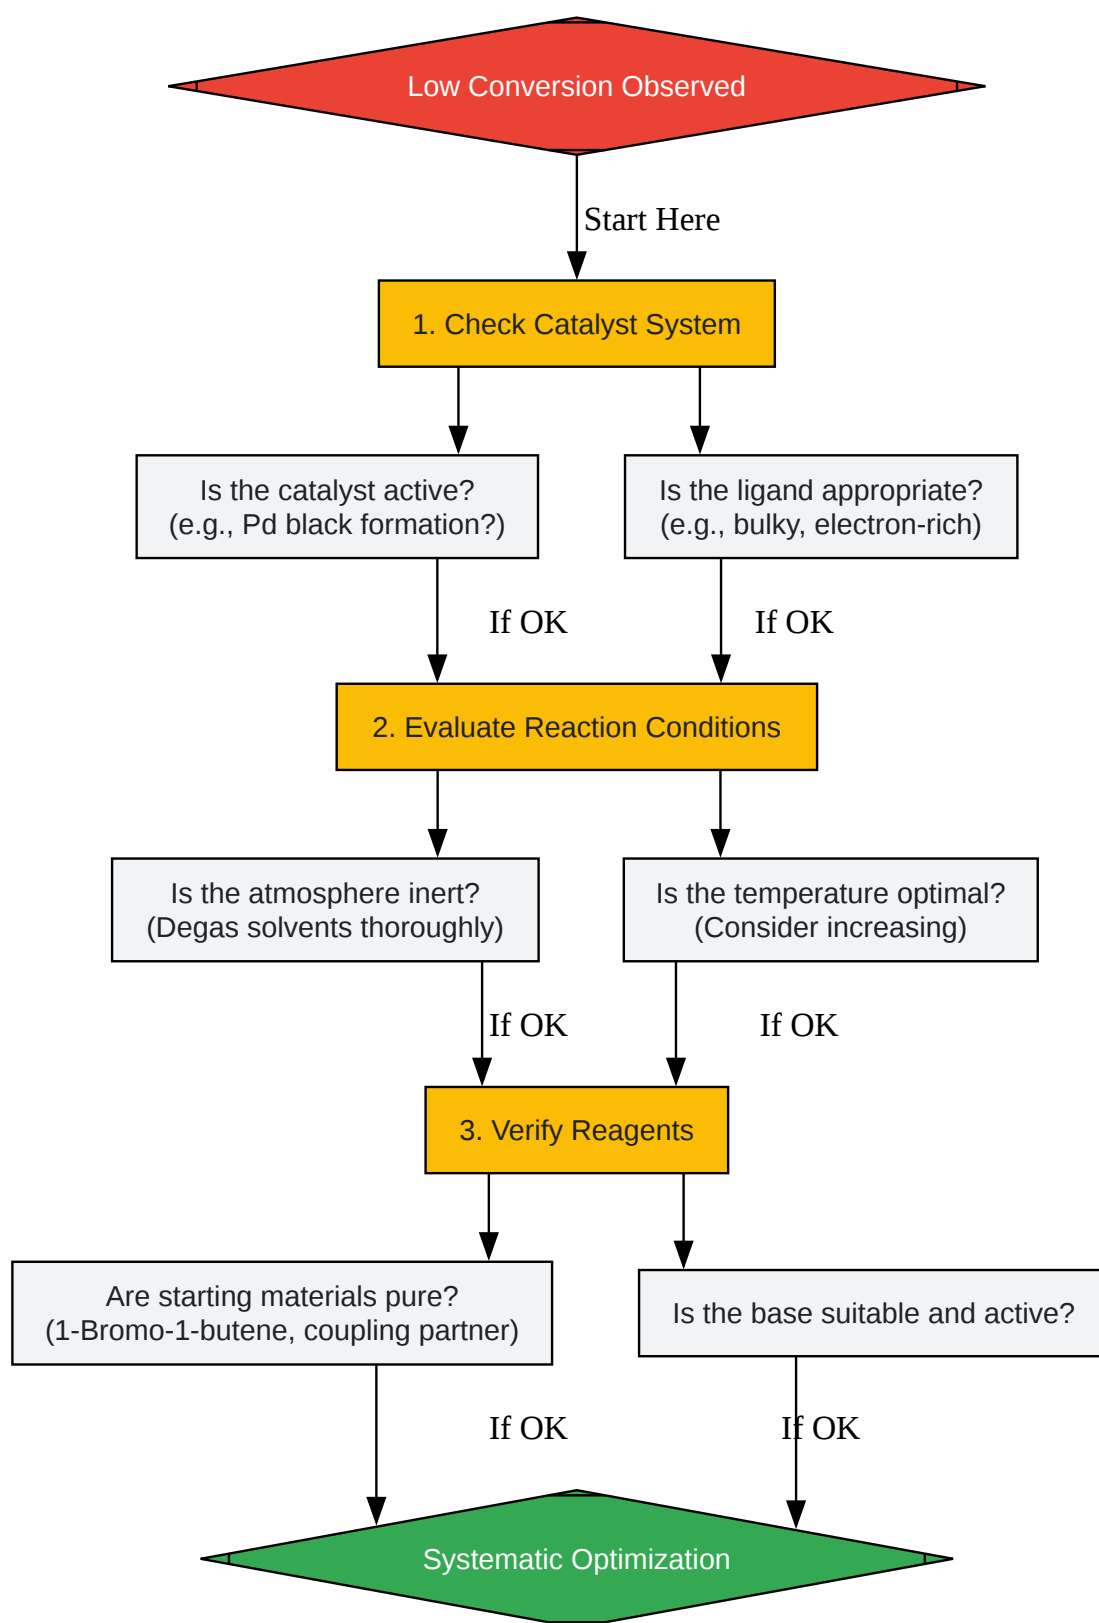 Low Conversion Observed
Start Here
1. Check Catalyst System
Is the catalyst active?
(e.g., Pd black formation?)
Is the ligand appropriate?
(e.g., bulky, electron-rich)
If OK
If OK
2. Evaluate Reaction Conditions
Is the atmosphere inert?
(Degas solvents thoroughly)
Is the temperature optimal?
(Consider increasing)
If OK
If OK
3. Verify Reagents
Are starting materials pure?
(1-Bromo-1-butene, coupling partner)
Is the base suitable and active?
If OK
If OK
Systematic Optimization